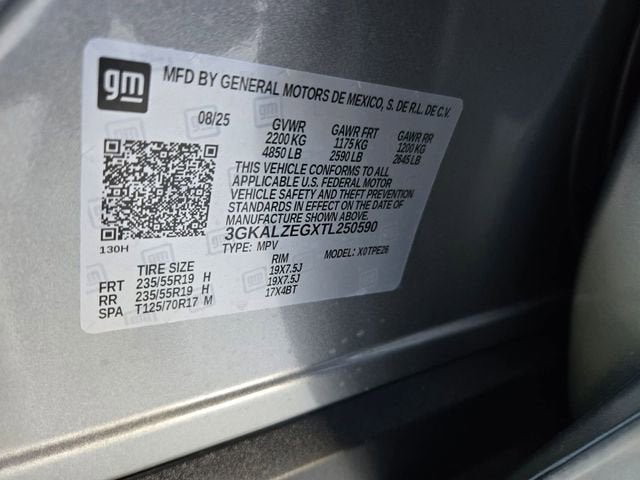 gm
MFD BY GENERAL MOTORS DE MEXICO, S. DE R.L. DE C.V.
08/25 GVWR GAWR FRT GAWR RR
2200 KG 1175 KG 1200 KG
4850 LB 2590 LB 2645 LB
THIS VEHICLE CONFORMS TO ALL
APPLICABLE U.S. FEDERAL MOTOR
VEHICLE SAFETY AND THEFT PREVENTION
STANDARDS IN EFFECT ON THE DATE OF
MANUFACTURE SHOWN ABOVE.
130H 3GKALZEGXTL250590
TYPE: MPV MODEL: X0TPE26
TIRE SIZE RIM
FRT 235/55R19 H 19X7.5J
RR 235/55R19 H 19X7.5J
SPA T125/70R17 M 17X4BT